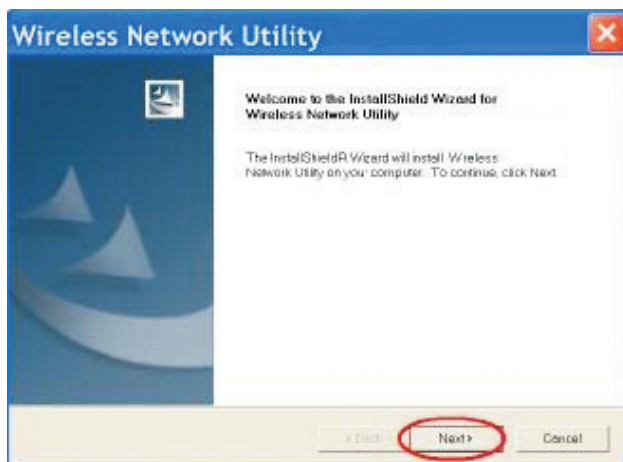 Wireless Network Utility
Welcome to the InstallShield Wizard for
Wireless Network Utility
The InstallShieldR Wizard will install Wireless
Network Utility on your computer. To continue, click Next
< Back
Next >
Cancel